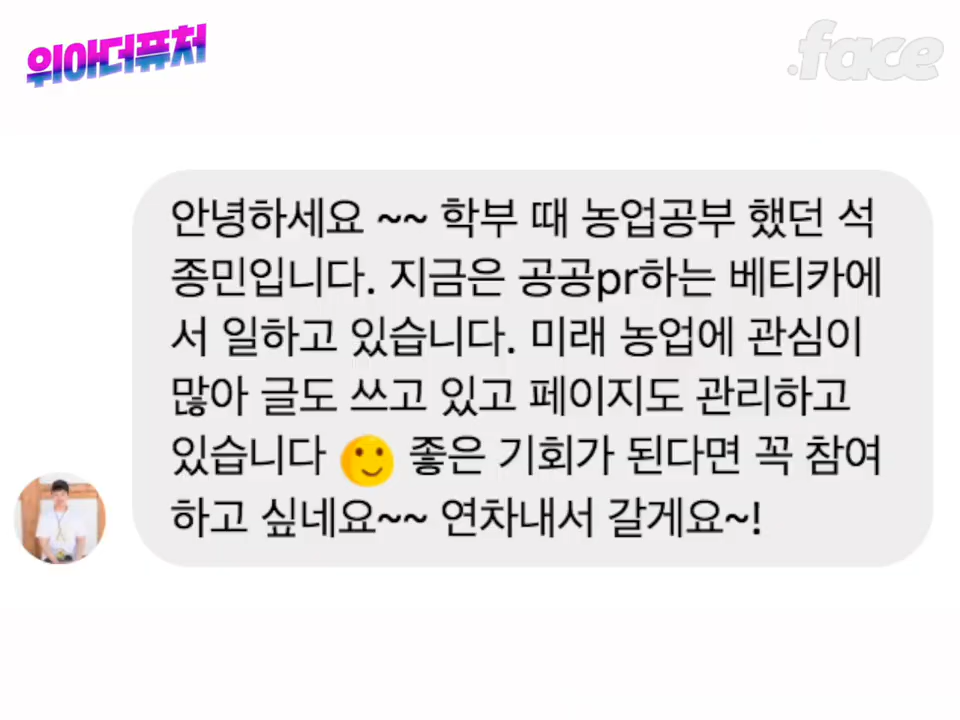 위아더퓨처
.face
안녕하세요 ~~ 학부 때 농업공부 했던 석
종민입니다. 지금은 공공pr하는 베티카에
서 일하고 있습니다. 미래 농업에 관심이
많아 글도 쓰고 있고 페이지도 관리하고
있습니다 🙂 좋은 기회가 된다면 꼭 참여
하고 싶네요~~ 연차내서 갈게요~!